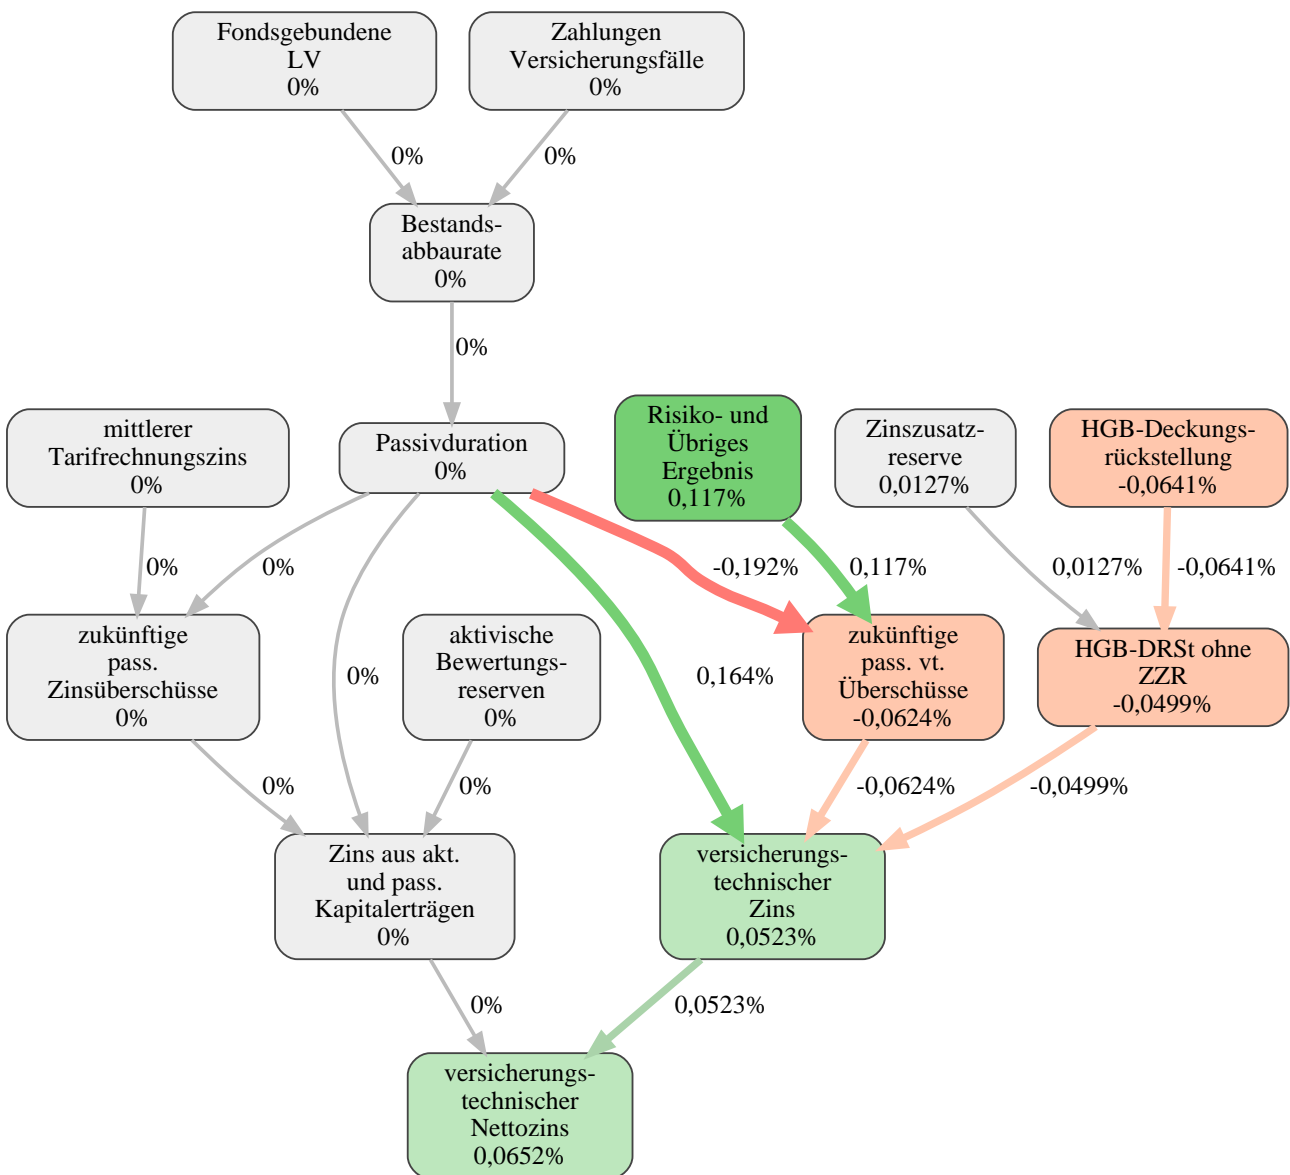 Fondsgebundene
LV
0%
Zahlungen
Versicherungsfälle
0%
0%
0%
Bestands-
abbaurate
0%
0%
mittlerer
Tarifrechnungszins
0%
Passivduration
0%
Risiko- und
Übriges
Ergebnis
0,117%
Zinszusatz-
reserve
0,0127%
HGB-Deckungs-
rückstellung
-0,0641%
0%
0%
-0,192%
0,117%
0,0127%
-0,0641%
zukünftige
pass.
Zinsüberschüsse
0%
0%
aktivische
Bewertungs-
reserven
0%
0,164%
zukünftige
pass. vt.
Überschüsse
-0,0624%
HGB-DRSt ohne
ZZR
-0,0499%
0%
0%
-0,0624%
-0,0499%
Zins aus akt.
und pass.
Kapitalerträgen
0%
versicherungs-
technischer
Zins
0,0523%
0%
0,0523%
versicherungs-
technischer
Nettozins
0,0652%